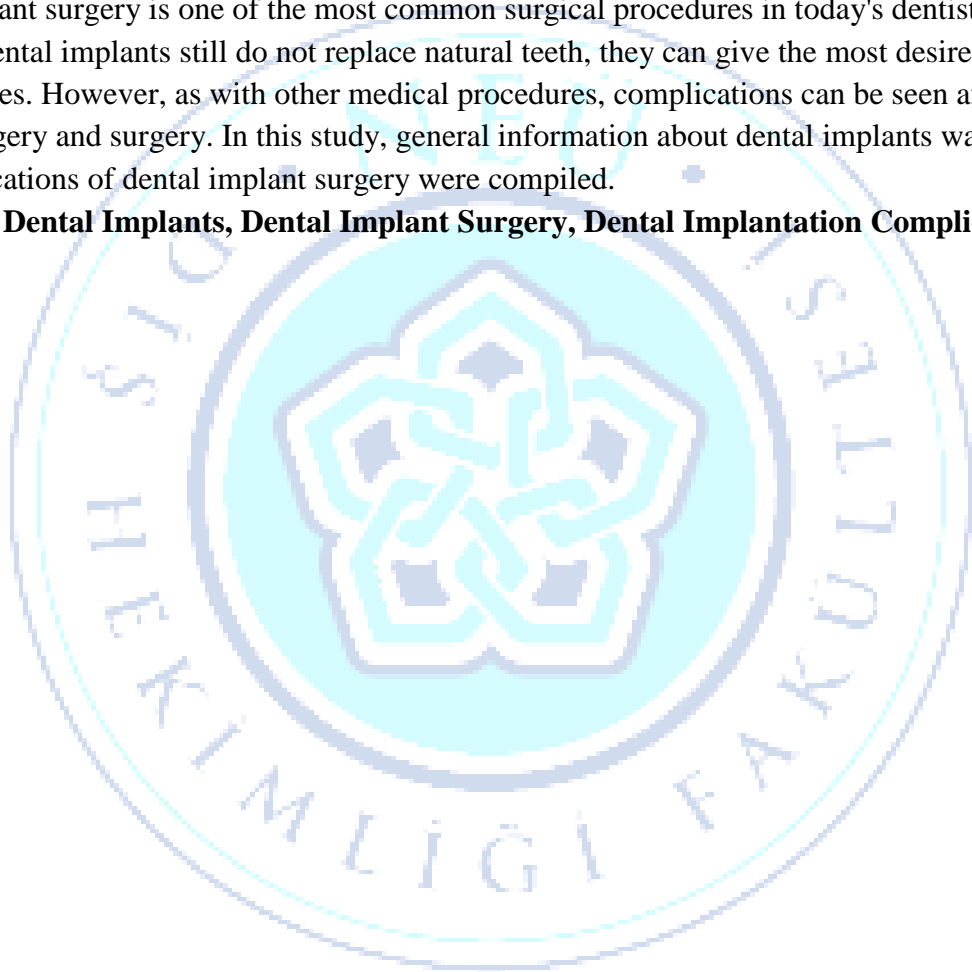 ant surgery is one of the most common surgical procedures in today's dentist
ental implants still do not replace natural teeth, they can give the most desire
es. However, as with other medical procedures, complications can be seen a
gery and surgery. In this study, general information about dental implants wa
cations of dental implant surgery were compiled.
Dental Implants, Dental Implant Surgery, Dental Implantation Compli
NEÜ
DİŞ HEKİMLİĞİ FAKÜLTESİ